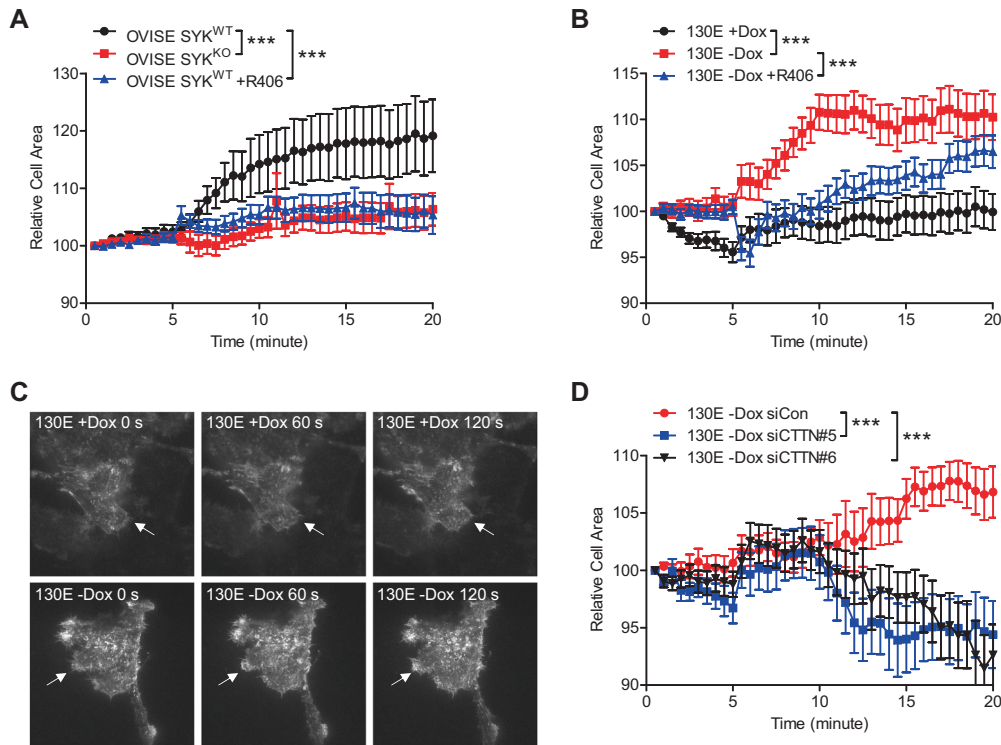 A
OVISE SYK^WT
OVISE SYK^KO
OVISE SYK^WT +R406
***
***
Relative Cell Area
130
120
110
100
90
0
5
10
15
20
Time (minute)
B
130E +Dox
130E -Dox
130E -Dox +R406
***
***
Relative Cell Area
115
110
105
100
95
90
0
5
10
15
20
Time (minute)
C
130E +Dox 0 s
130E +Dox 60 s
130E +Dox 120 s
130E -Dox 0 s
130E -Dox 60 s
130E -Dox 120 s
D
130E -Dox siCon
130E -Dox siCTTN#5
130E -Dox siCTTN#6
***
***
Relative Cell Area
110
105
100
95
90
0
5
10
15
20
Time (minute)